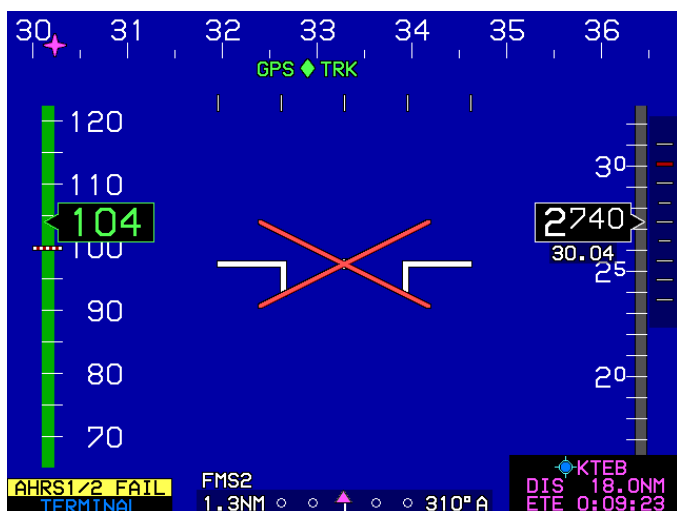 30 31 32 33 34 35 36
GPS TRK
120
110
104
100
90
80
70
30
2740
30.04
25
20
AHRS1/2 FAIL
TERMINAL
FMS2
1.3NM 310° A
KTEB
DIS 18.0NM
ETE 0:09:23